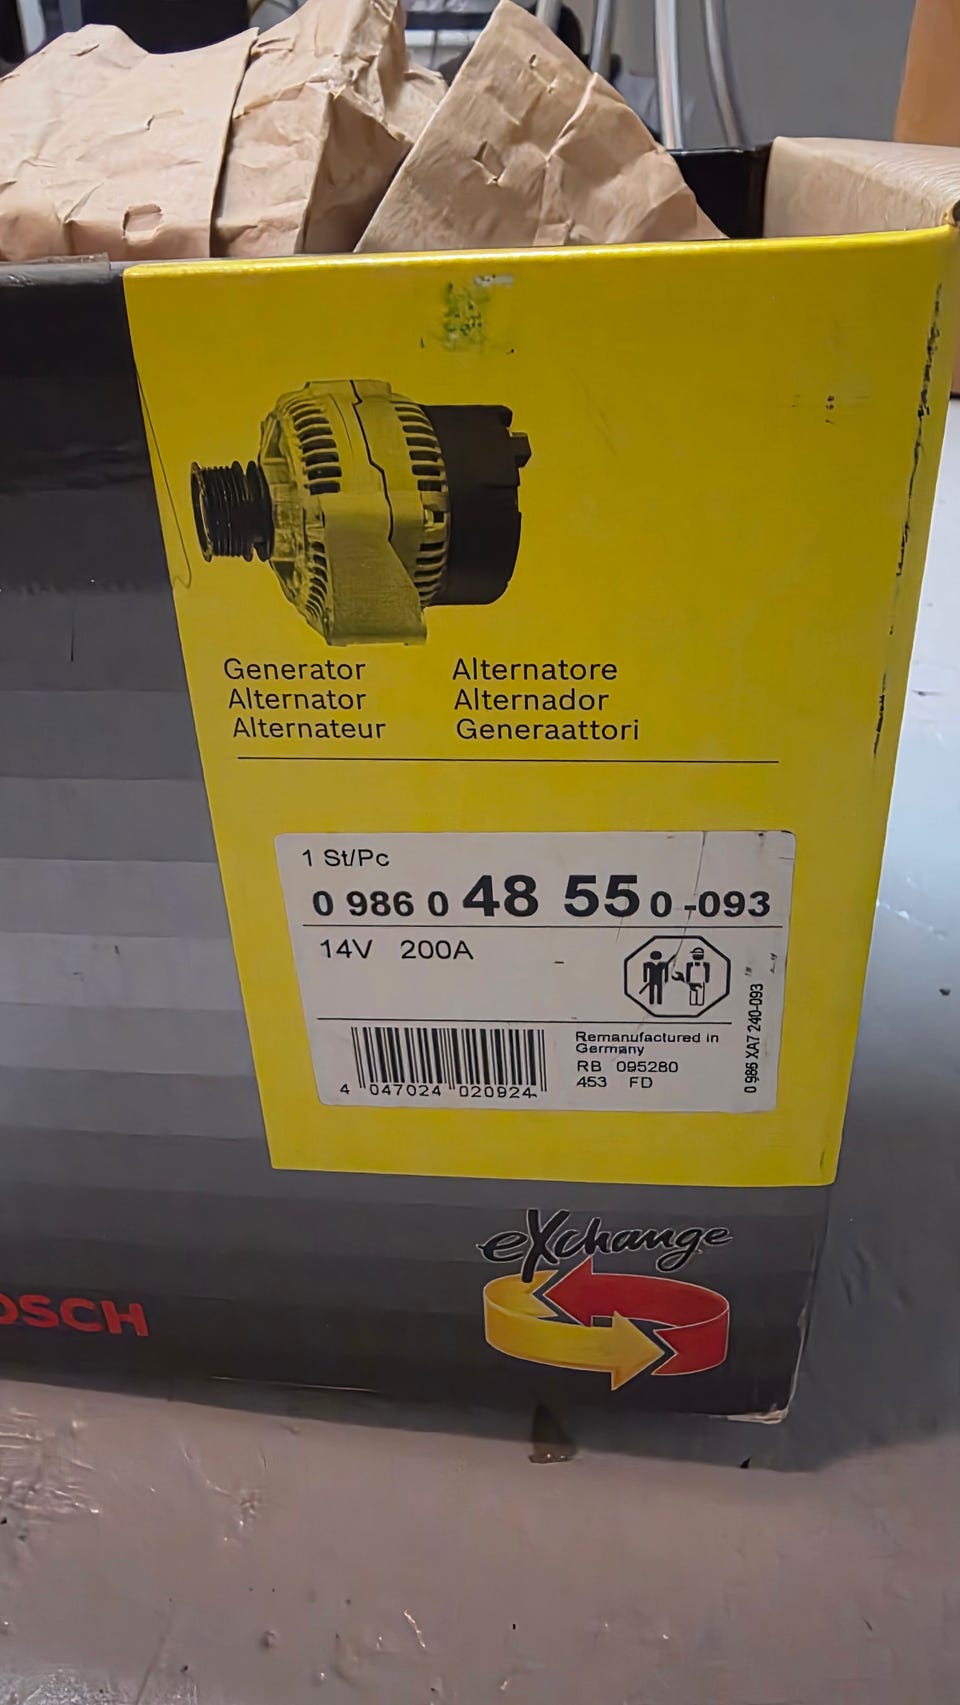 Generator
Alternator
Alternateur
Alternatore
Alternador
Generaattori
1 St/Pc
0 986 0 48 55 0 -093
14V 200A
Remanufactured in
Germany
RB 095280
453 FD
4 047024 020924
0 986 XA7 240-093
eXchange
OSCH